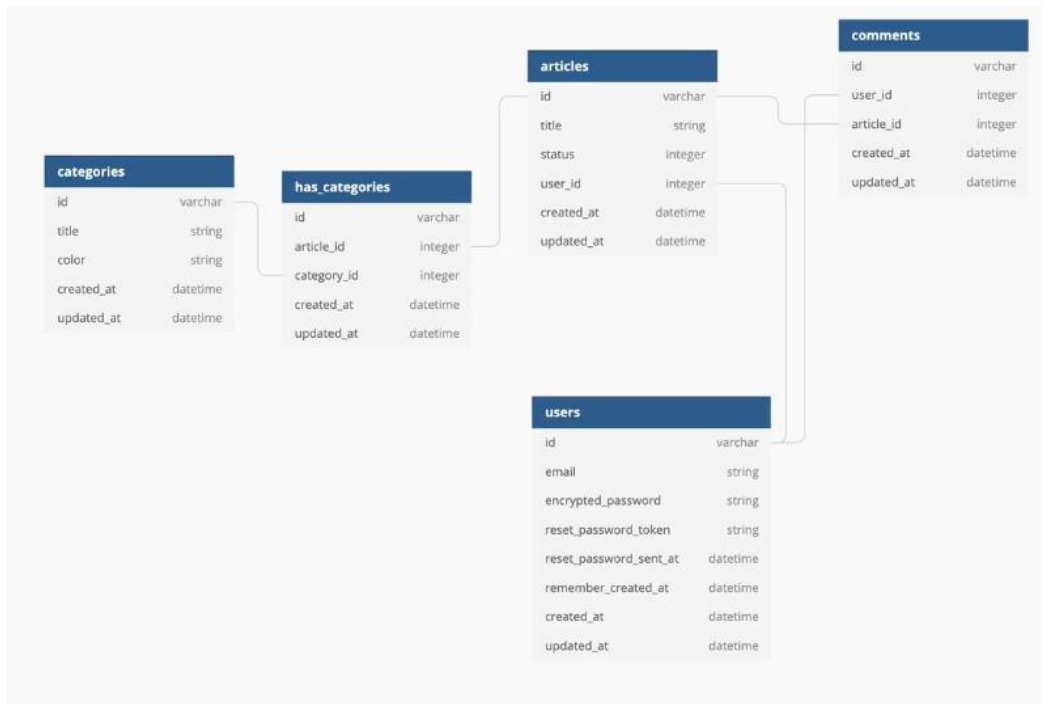 categories
id varchar
title string
color string
created_at datetime
updated_at datetime
has_categories
id varchar
article_id integer
category_id integer
created_at datetime
updated_at datetime
articles
id varchar
title string
status integer
user_id integer
created_at datetime
updated_at datetime
comments
id varchar
user_id integer
article_id integer
created_at datetime
updated_at datetime
users
id varchar
email string
encrypted_password string
reset_password_token string
reset_password_sent_at datetime
remember_created_at datetime
created_at datetime
updated_at datetime